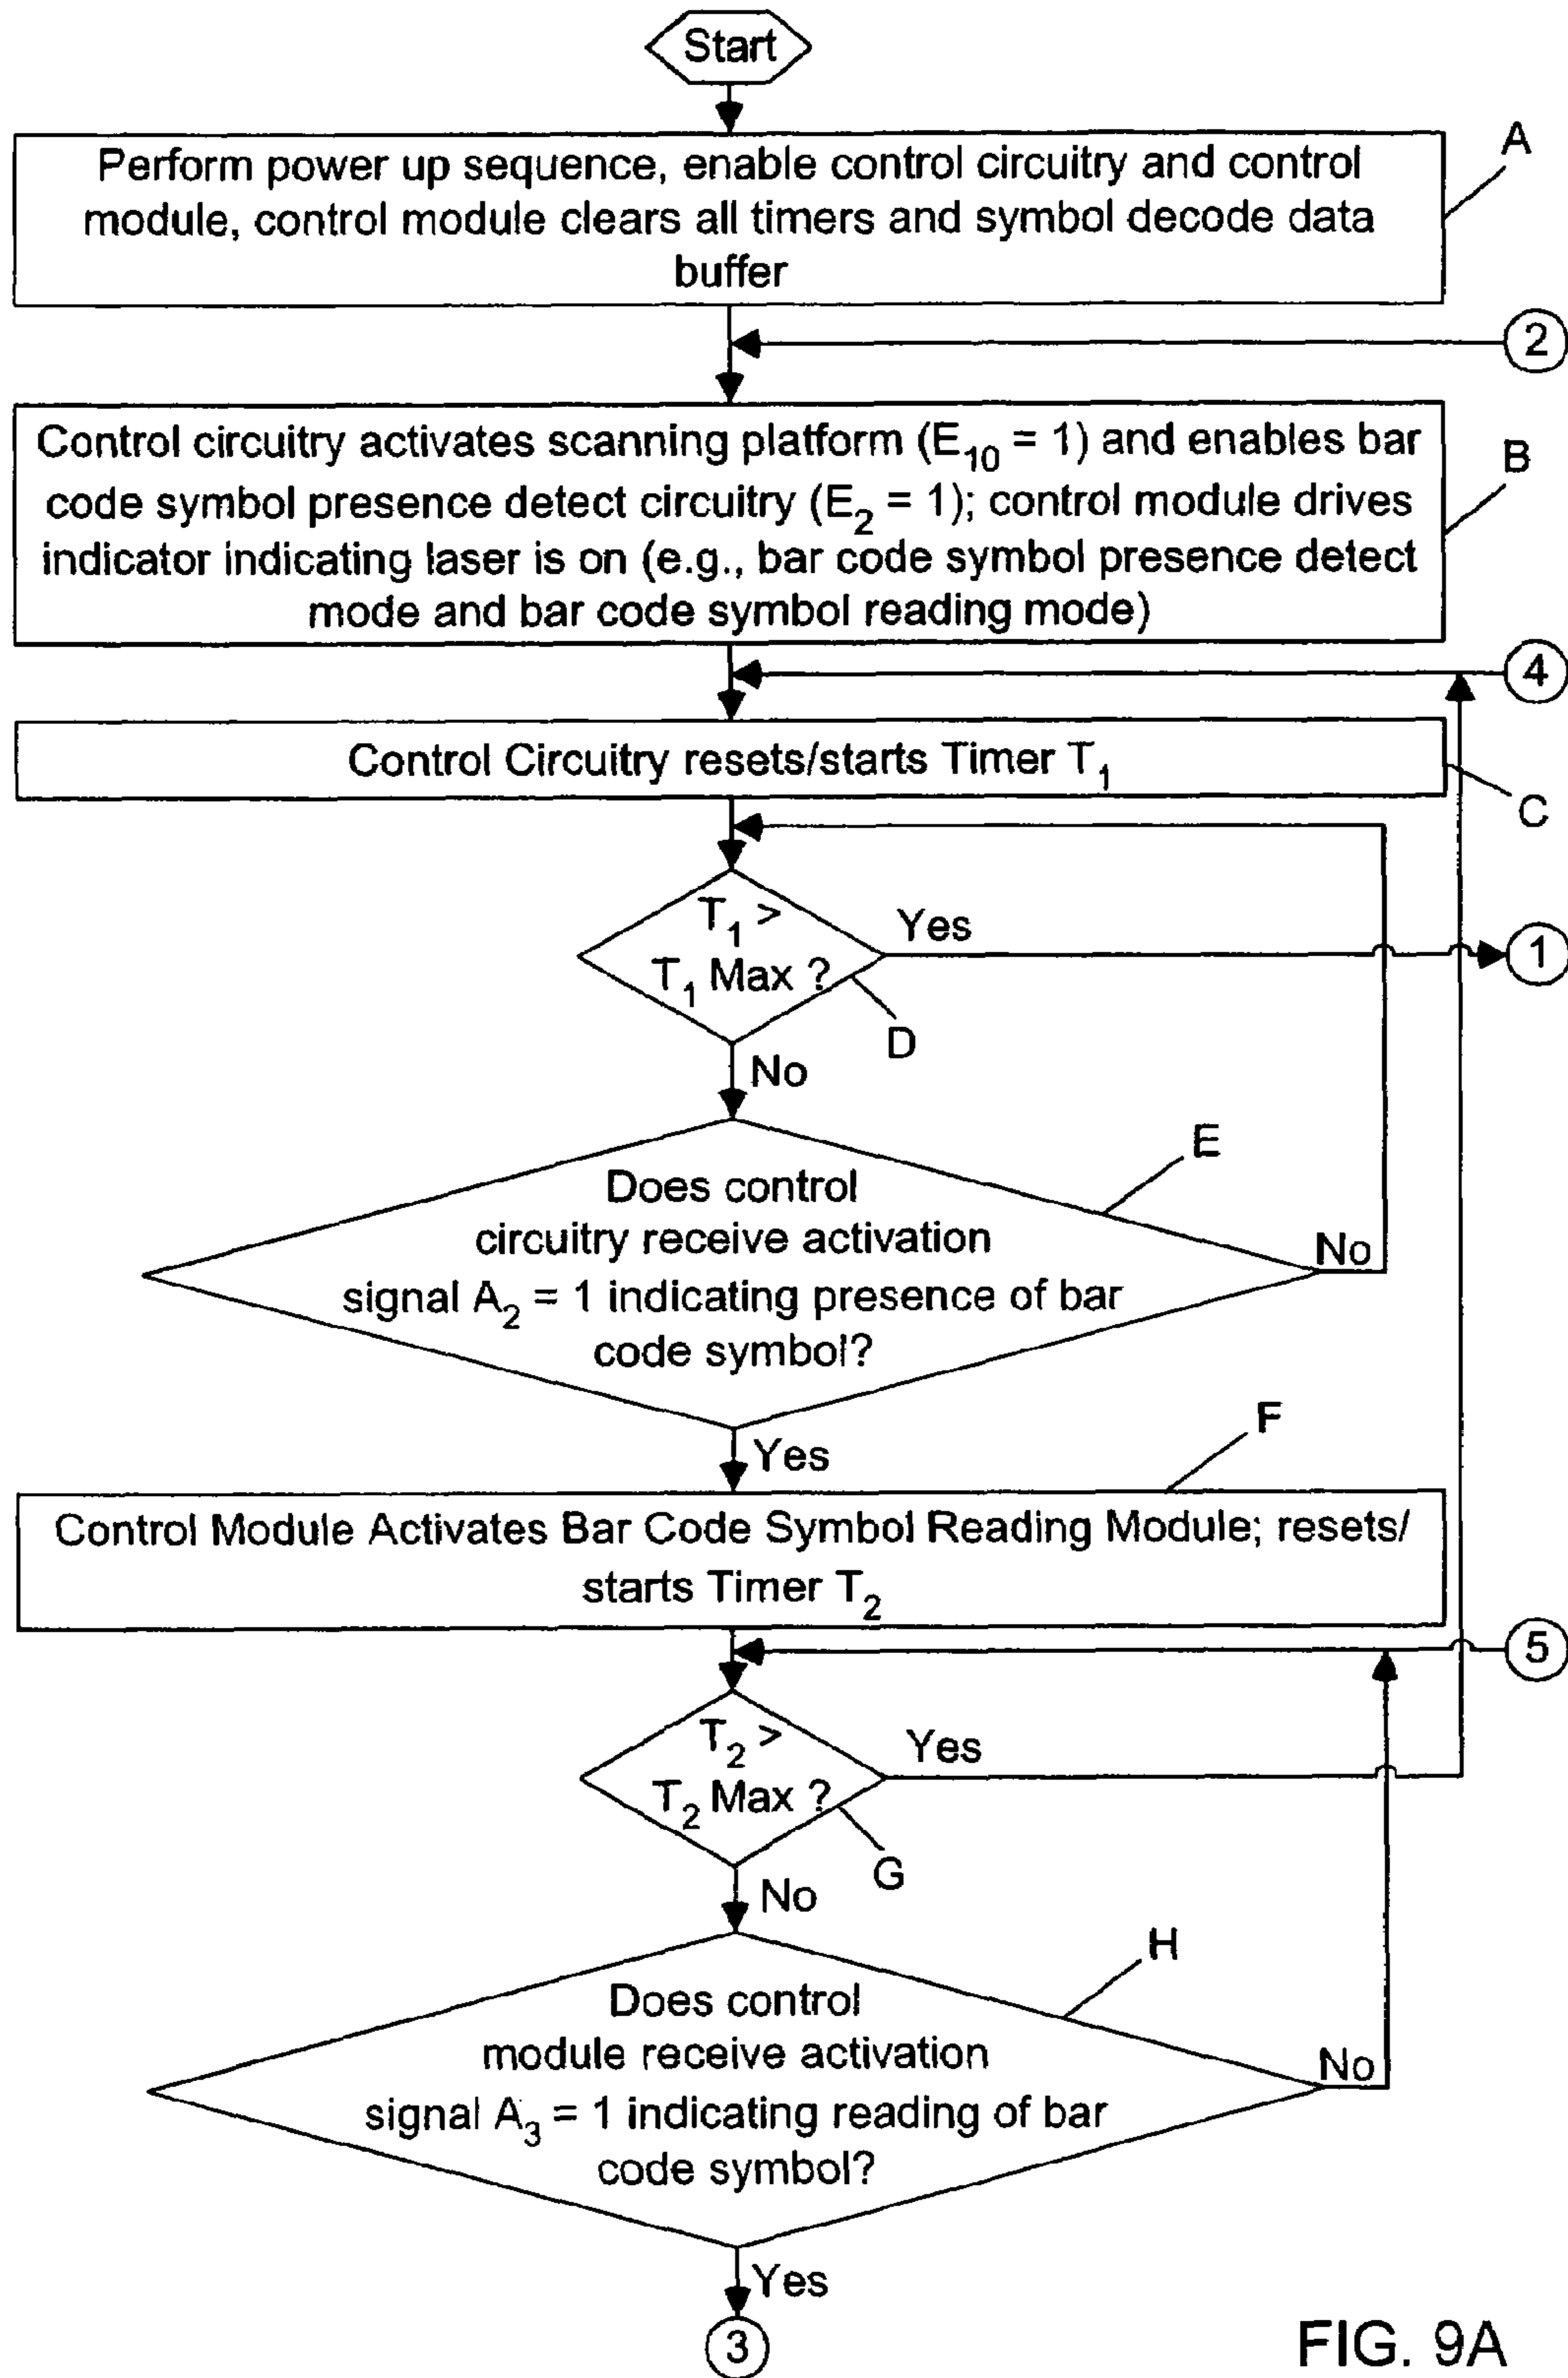 Start
Perform power up sequence, enable control circuitry and control
module, control module clears all timers and symbol decode data
buffer
A
2
Control circuitry activates scanning platform (E10 = 1) and enables bar
code symbol presence detect circuitry (E2 = 1); control module drives
indicator indicating laser is on (e.g., bar code symbol presence detect
mode and bar code symbol reading mode)
B
4
Control Circuitry resets/starts Timer T1
C
T1 >
T1 Max ?
Yes
1
D
No
E
Does control
circuitry receive activation
signal A2 = 1 indicating presence of bar
code symbol?
No
Yes
F
Control Module Activates Bar Code Symbol Reading Module; resets/
starts Timer T2
5
T2 >
T2 Max ?
Yes
G
No
H
Does control
module receive activation
signal A3 = 1 indicating reading of bar
code symbol?
No
Yes
3
FIG. 9A